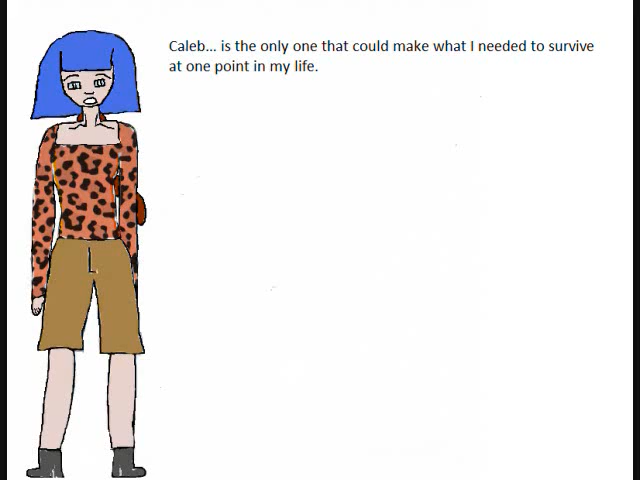 Caleb... is the only one that could make what I needed to survive
at one point in my life.